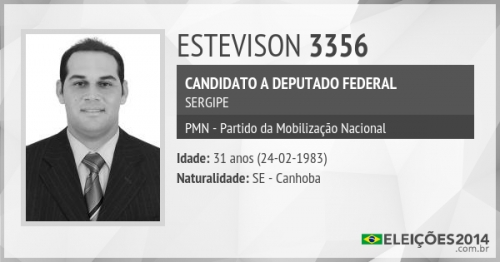 ESTEVISON 3356
CANDIDATO A DEPUTADO FEDERAL
SERGIPE
PMN - Partido da Mobilização Nacional
Idade: 31 anos (24-02-1983)
Naturalidade: SE - Canhoba
ELEIÇÕES2014
.com.br